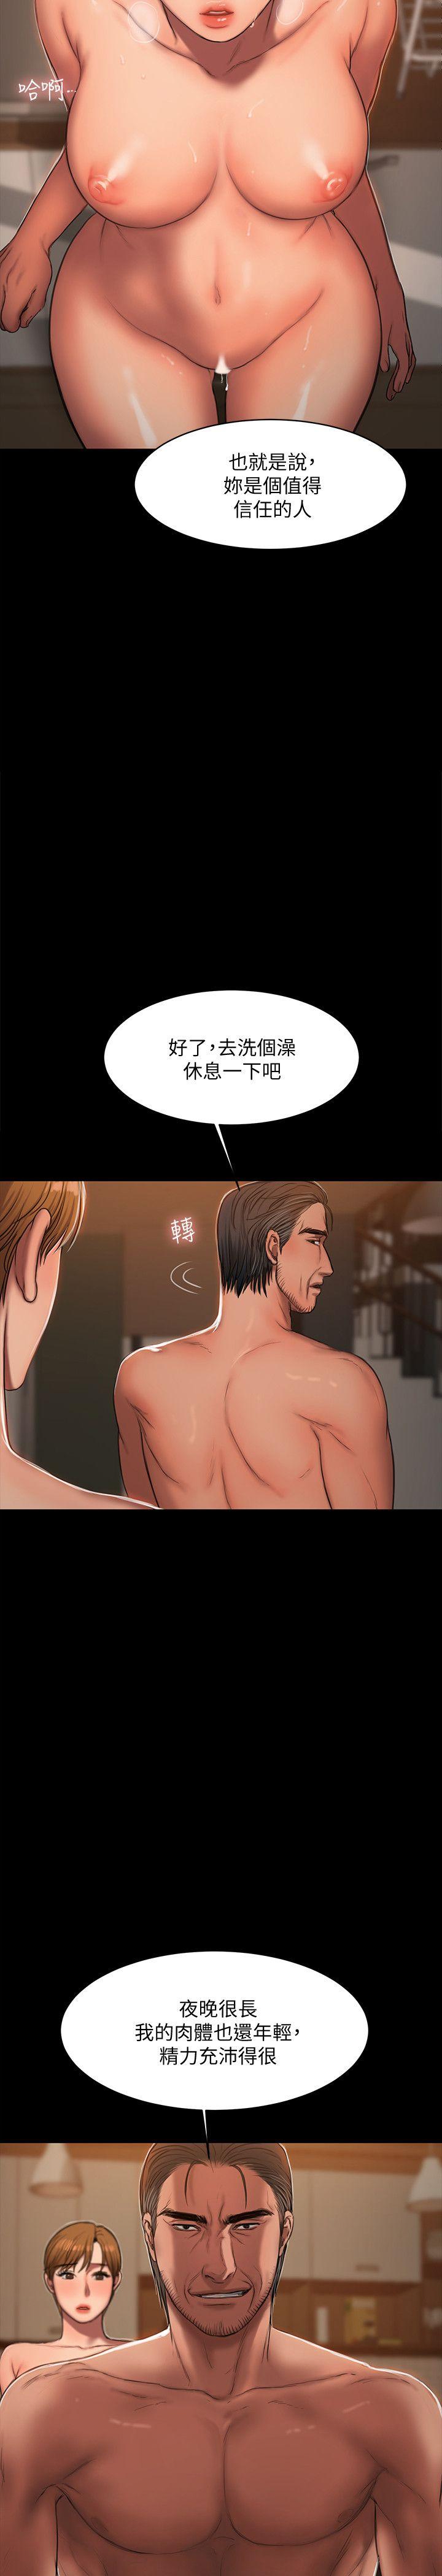 哈啊...
也就是說,
妳是個值得
信任的人
好了,去洗個澡
休息一下吧
轉
夜晚很長
我的肉體也還年輕,
精力充沛得很